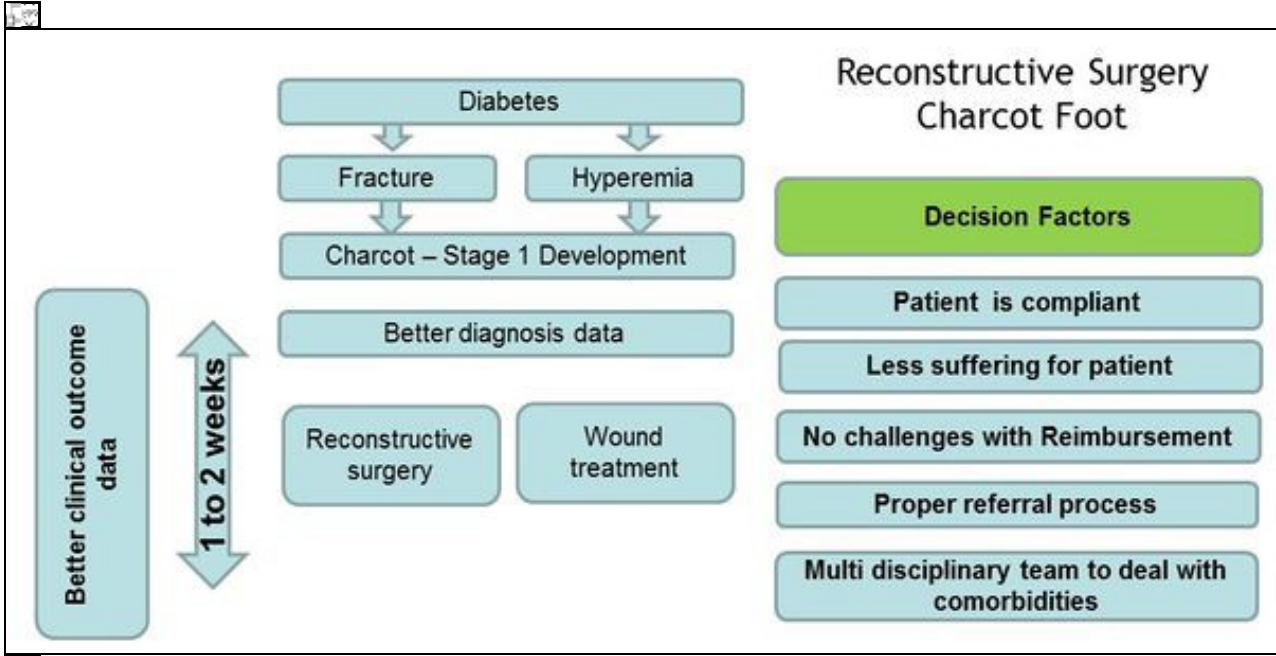 Reconstructive Surgery
Charcot Foot
Diabetes
Fracture
Hyperemia
Charcot – Stage 1 Development
Better diagnosis data
Reconstructive
surgery
Wound
treatment
Better clinical outcome
data
1 to 2 weeks
Decision Factors
Patient is compliant
Less suffering for patient
No challenges with Reimbursement
Proper referral process
Multi disciplinary team to deal with
comorbidities